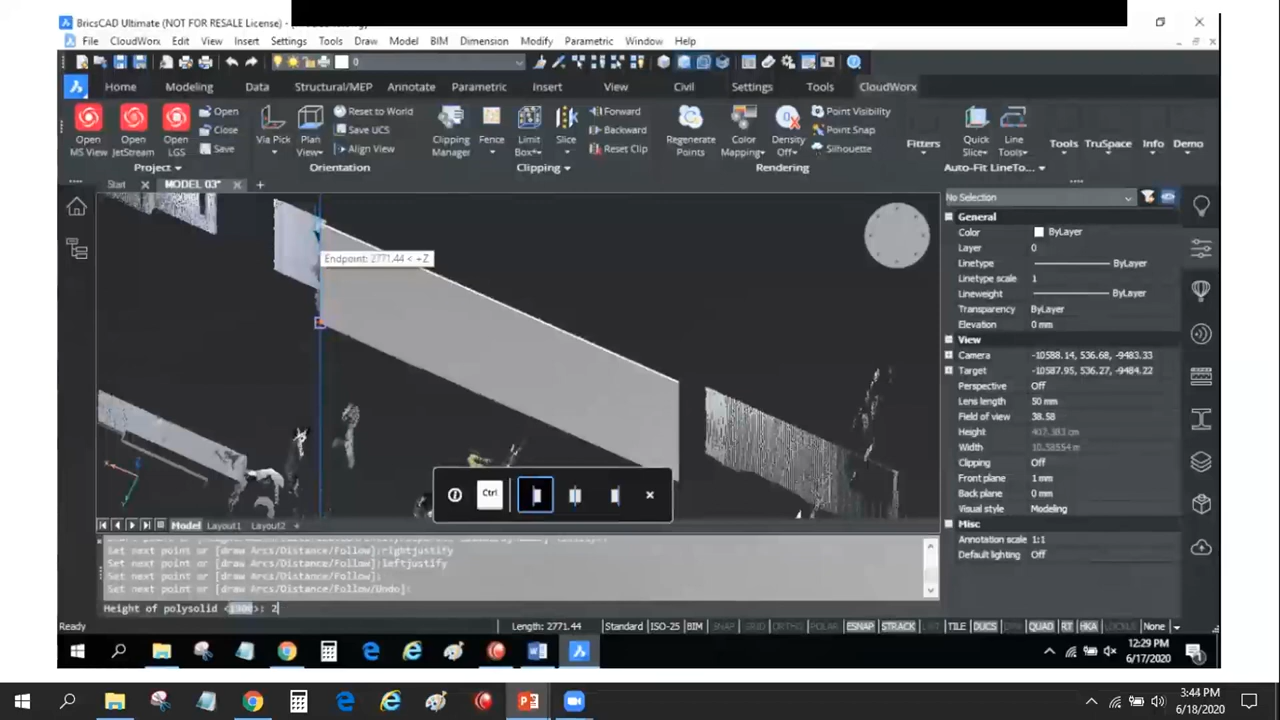 BricsCAD Ultimate (NOT FOR RESALE License)
File CloudWorx Edit View Insert Settings Tools Draw Model BIM Dimension Modify Parametric Window Help
0
Home Modeling Data Structural/MEP Annotate Parametric Insert View Civil Settings Tools CloudWorx
Open MS View
Open JetStream
Open LGS
Open
Close
Save
Project
Via Pick
Plan View
Reset to World
Save UCS
Align View
Orientation
Clipping Manager
Fence
Limit Box
Slice
Forward
Backward
Reset Clip
Clipping
Regenerate Points
Color Mapping
Density Off
Point Visibility
Point Snap
Silhouette
Rendering
Fitters
Quick Slice
Line Tools
Auto-Fit LineTo...
Tools TruSpace Info Demo
Start MODEL 03*
Endpoint: 2771.44 < +Z
Ctrl
No Selection
General
Color ByLayer
Layer 0
Linetype ByLayer
Linetype scale 1
Lineweight ByLayer
Transparency ByLayer
Elevation 0 mm
View
Camera -10588.14, 536.68, -9483.33
Target -10587.95, 536.27, -9484.22
Perspective Off
Lens length 50 mm
Field of view 38.58
Height
Width
Clipping Off
Front plane 1 mm
Back plane 0 mm
Visual style Modeling
Misc
Annotation scale 1:1
Default lighting Off
Model Layout1 Layout2 +
Set next point or [draw Arcs/Distance/Follow]:rightjustify
Set next point or [draw Arcs/Distance/Follow]:leftjustify
Set next point or [draw Arcs/Distance/Follow]:
Set next point or [draw Arcs/Distance/Follow/Undo]:
Height of polysolid <1300>: 2
Ready Length: 2771.44 Standard ISO-25 BIM SNAP GRID ORTHO POLAR ESNAP STRACK TILE DUCS QUAD RT HKA LOCKUI None
12:29 PM
6/17/2020
3:44 PM
6/18/2020